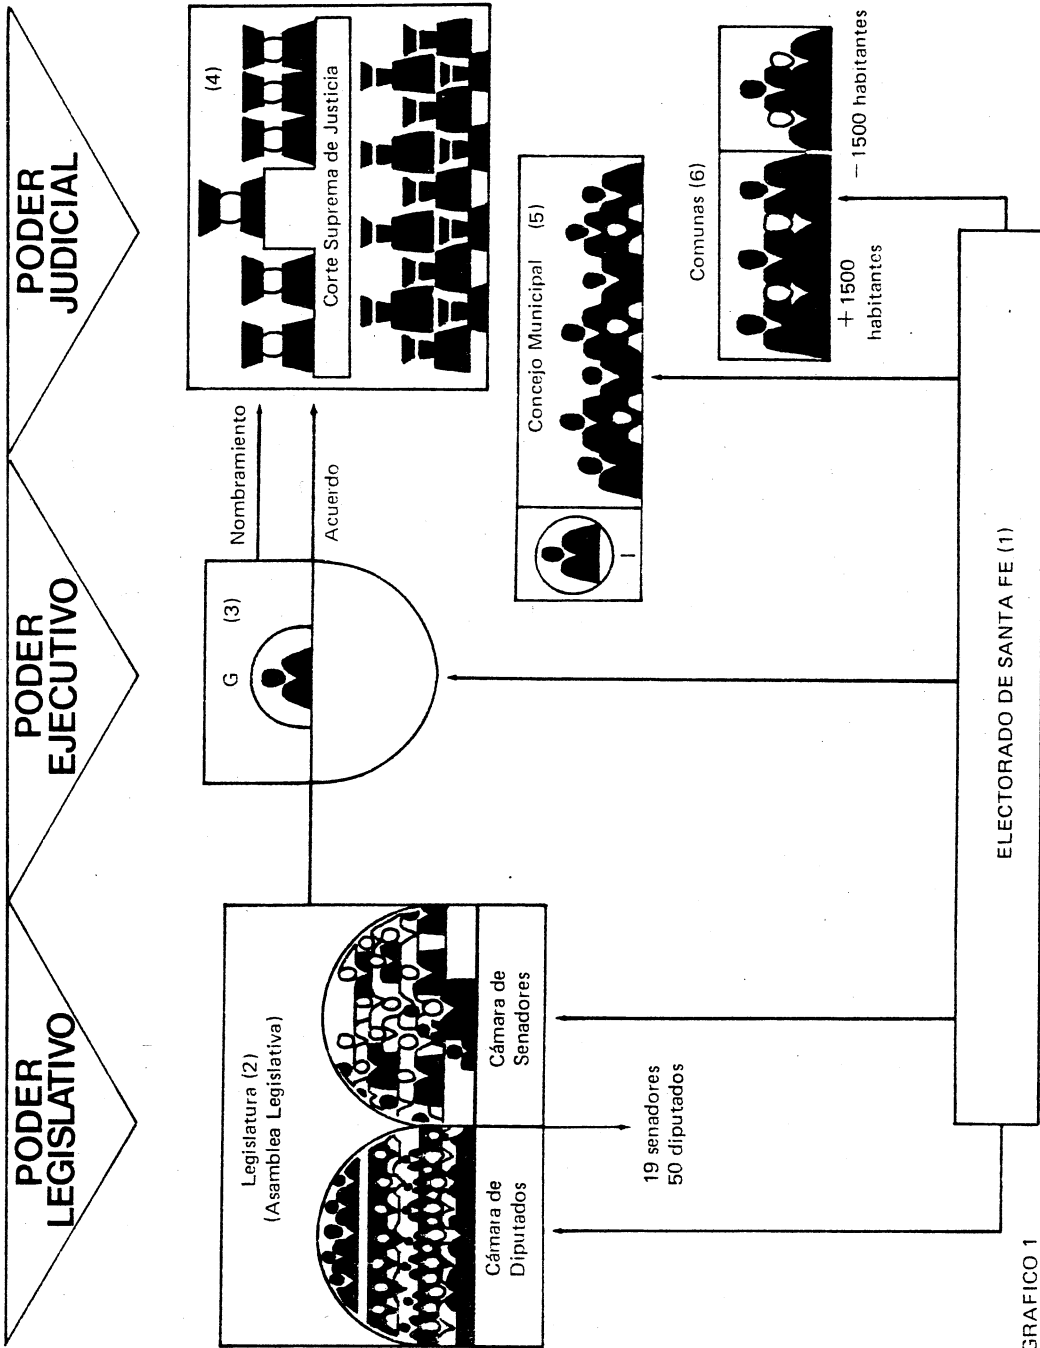 PODER
LEGISLATIVO
PODER
EJECUTIVO
PODER
JUDICIAL
Legislatura (2)
(Asamblea Legislativa)
Cámara de
Diputados
Cámara de
Senadores
19 senadores
50 diputados
G
(3)
Nombramiento
Acuerdo
(4)
Corte Suprema de Justicia
I
Concejo Municipal (5)
Comunas (6)
+ 1500
habitantes
— 1500 habitantes
ELECTORADO DE SANTA FE (1)
GRAFICO 1